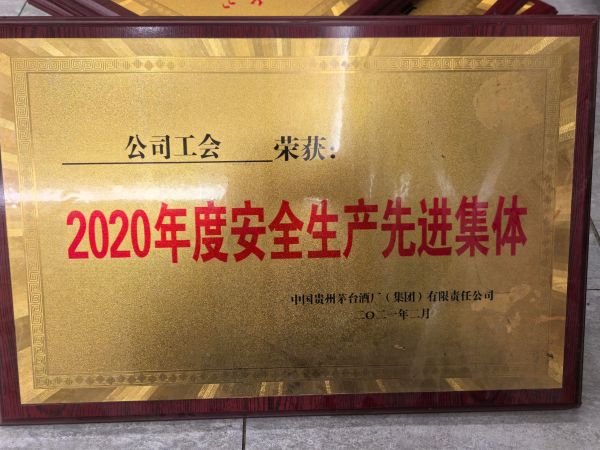 公司工会 荣获：
2020年度安全生产先进集体
中国贵州茅台酒厂（集团）有限责任公司
二〇二一年二月